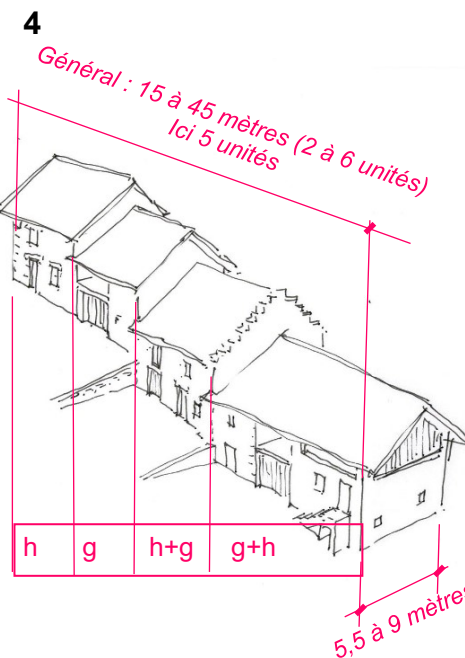 4
Général : 15 à 45 mètres (2 à 6 unités)
Ici 5 unités
h g h+g g+h
5,5 à 9 mètres